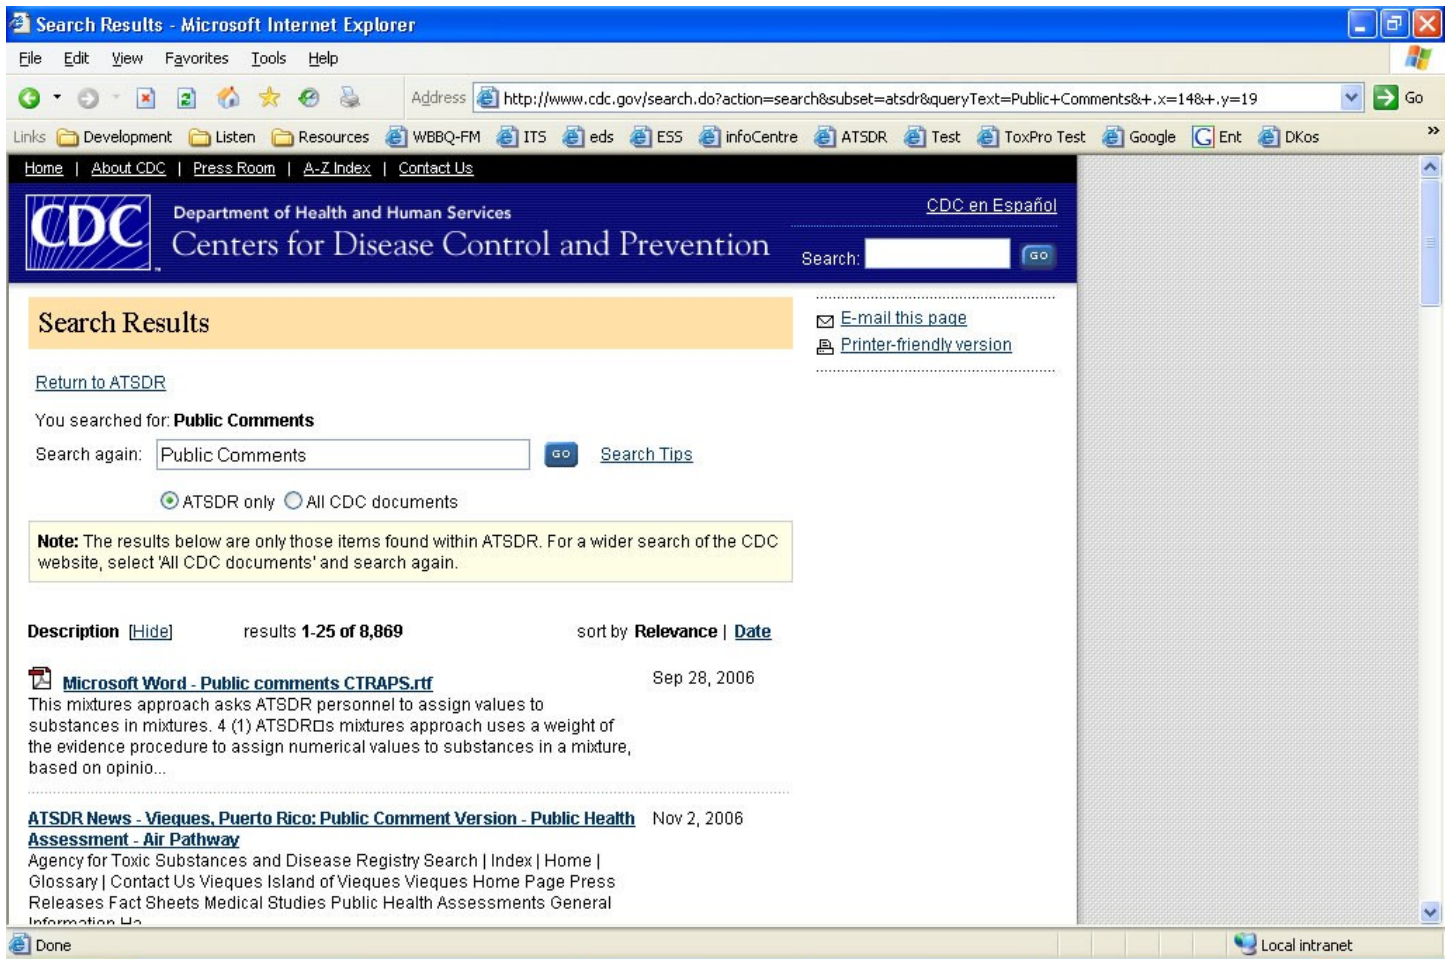 Search Results - Microsoft Internet Explorer
File Edit View Favorites Tools Help
Address http://www.cdc.gov/search.do?action=search&subset=atsdr&queryText=Public+Comments&+.x=14&+.y=19 Go
Links Development Listen Resources WBBQ-FM ITS eds ESS infoCentre ATSDR Test ToxPro Test Google G Ent DKos »
Home | About CDC | Press Room | A-Z Index | Contact Us
CDC en Español
CDC Department of Health and Human Services
Centers for Disease Control and Prevention
Search: GO
Search Results
E-mail this page
Printer-friendly version
Return to ATSDR
You searched for: Public Comments
Search again: Public Comments GO Search Tips
ATSDR only All CDC documents
Note: The results below are only those items found within ATSDR. For a wider search of the CDC
website, select 'All CDC documents' and search again.
Description [Hide] results 1-25 of 8,869 sort by Relevance | Date
Microsoft Word - Public comments CTRAPS.rtf Sep 28, 2006
This mixtures approach asks ATSDR personnel to assign values to
substances in mixtures. 4 (1) ATSDR□s mixtures approach uses a weight of
the evidence procedure to assign numerical values to substances in a mixture,
based on opinio...
ATSDR News - Vieques, Puerto Rico: Public Comment Version - Public Health Nov 2, 2006
Assessment - Air Pathway
Agency for Toxic Substances and Disease Registry Search | Index | Home |
Glossary | Contact Us Vieques Island of Vieques Vieques Home Page Press
Releases Fact Sheets Medical Studies Public Health Assessments General
Information Ha
Done Local intranet